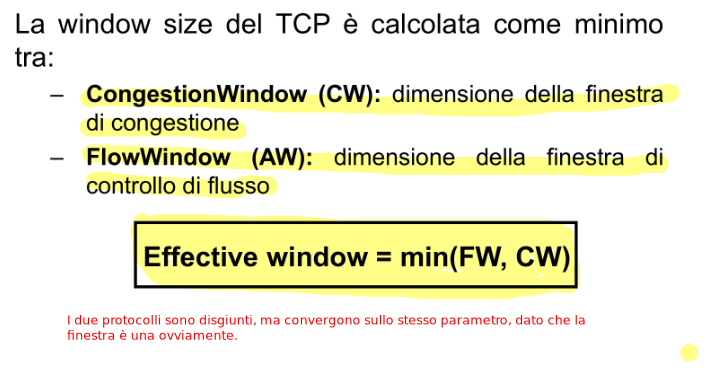 La window size del TCP è calcolata come minimo
tra:
– CongestionWindow (CW): dimensione della finestra
di congestione
– FlowWindow (AW): dimensione della finestra di
controllo di flusso
Effective window = min(FW, CW)
I due protocolli sono disgiunti, ma convergono sullo stesso parametro, dato che la
finestra è una ovviamente.